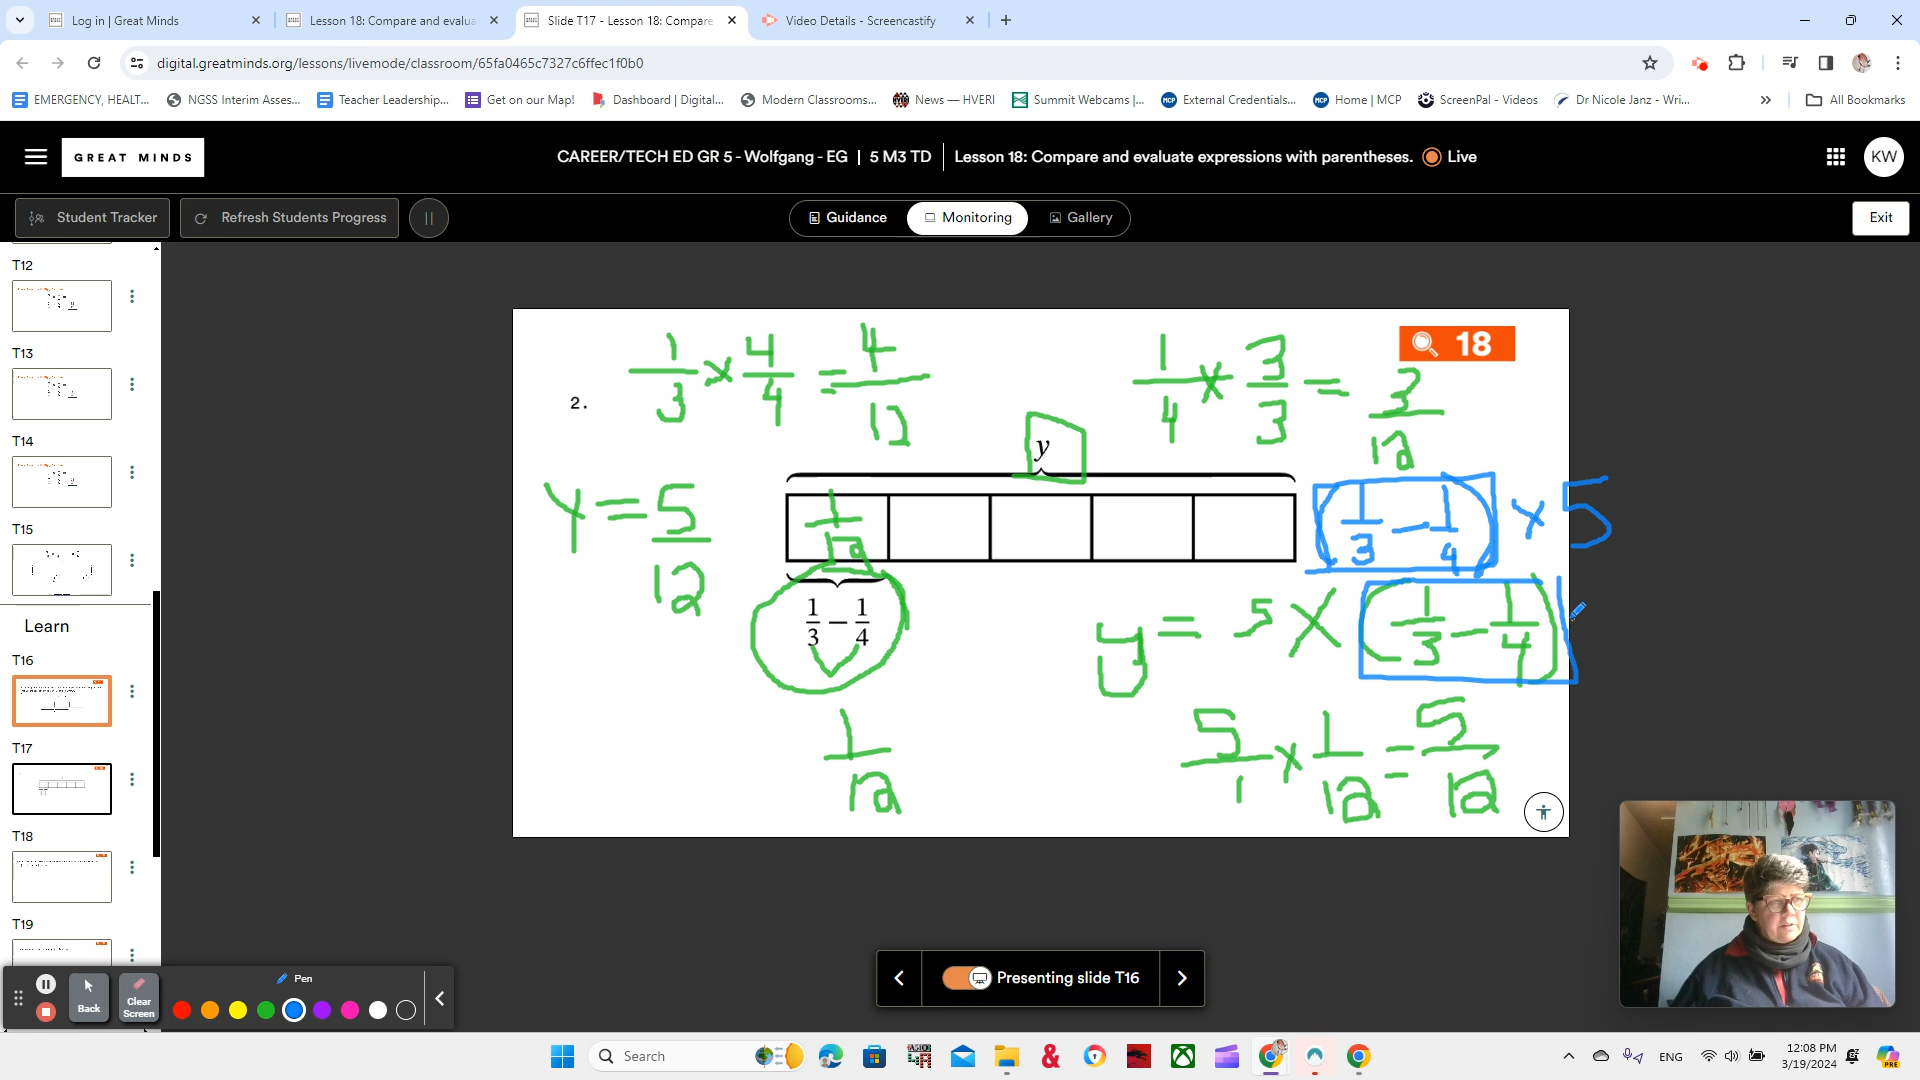 Log in | Great Minds
Lesson 18: Compare and evalua
Slide T17 - Lesson 18: Compare
Video Details - Screencastify
digital.greatminds.org/lessons/livemode/classroom/65fa0465c7327c6ffec1f0b0
EMERGENCY, HEALT... NGSS Interim Asses... Teacher Leadership... Get on our Map! Dashboard | Digital... Modern Classrooms... News — HVERI Summit Webcams |... External Credentials... Home | MCP ScreenPal - Videos Dr Nicole Janz - Wri... » All Bookmarks
GREAT MINDS
CAREER/TECH ED GR 5 - Wolfgang - EG | 5 M3 TD | Lesson 18: Compare and evaluate expressions with parentheses. Live
KW
Student Tracker Refresh Students Progress Guidance Monitoring Gallery Exit
T12
T13
T14
T15
Learn
T16
T17
T18
T19
18
2.
1/3 × 4/4 = 4/12
1/4 × 3/3 = 3/12
y
y = 5/12
1/12
(1/3 - 1/4) × 5
1/3 − 1/4
y = 5 × (1/3 - 1/4)
1/12
5/1 × 1/12 = 5/12
Presenting slide T16
Pen
Back
Clear Screen
Search
ENG
12:08 PM
3/19/2024